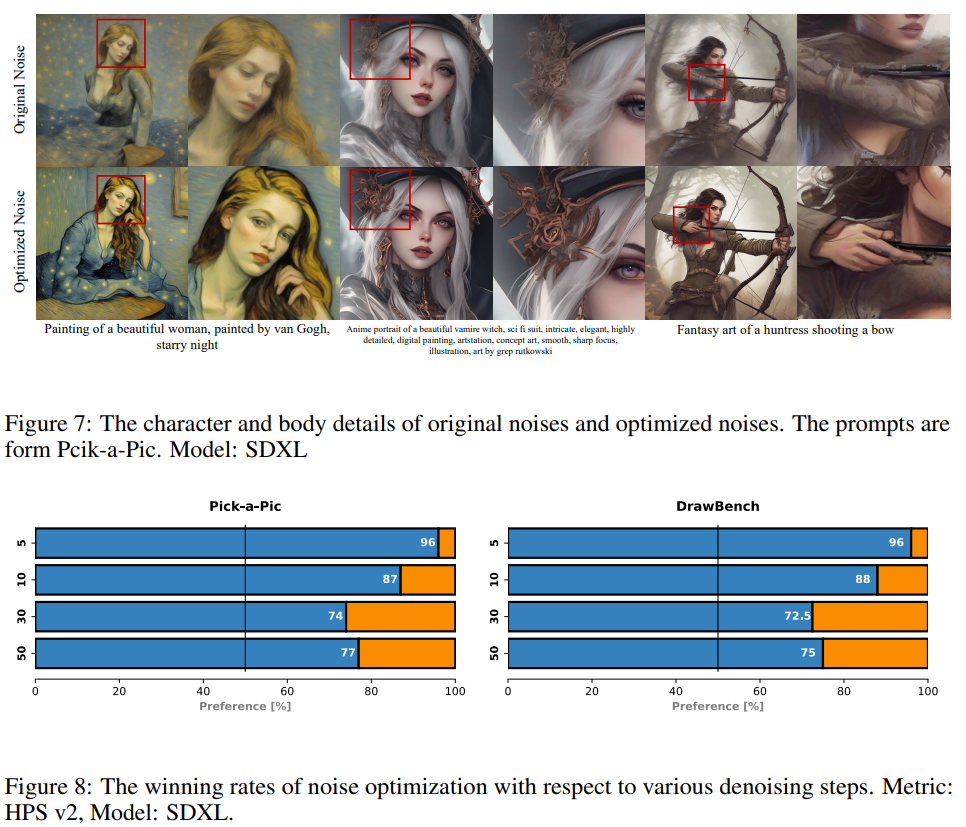 Original Noise
Optimized Noise
Painting of a beautiful woman, painted by van Gogh,
starry night
Anime portrait of a beautiful vamire witch, sci fi suit, intricate, elegant, highly
detailed, digital painting, artstation, concept art, smooth, sharp focus,
illustration, art by grep rutkowski
Fantasy art of a huntress shooting a bow
Figure 7: The character and body details of original noises and optimized noises. The prompts are
form Pcik-a-Pic. Model: SDXL
Pick-a-Pic
5
96
10
87
30
74
50
77
0 20 40 60 80 100
Preference [%]
DrawBench
5
96
10
88
30
72.5
50
75
0 20 40 60 80 100
Preference [%]
Figure 8: The winning rates of noise optimization with respect to various denoising steps. Metric:
HPS v2, Model: SDXL.